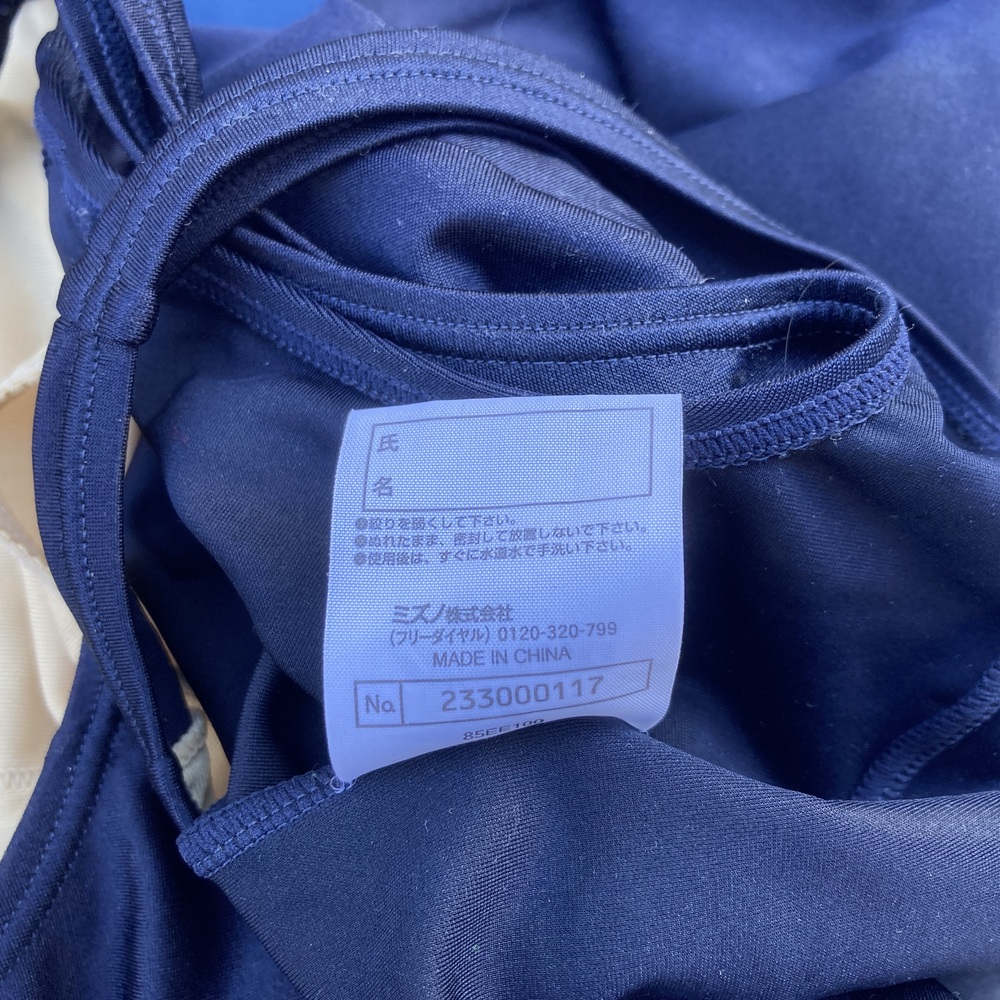 氏
名
●絞りを固くして下さい。
●ぬれたまま、密封して放置しないで下さい。
●使用後は、すぐに水道水で手洗い下さい。
ミズノ株式会社
(フリーダイヤル) 0120-320-799
MADE IN CHINA
No. 233000117